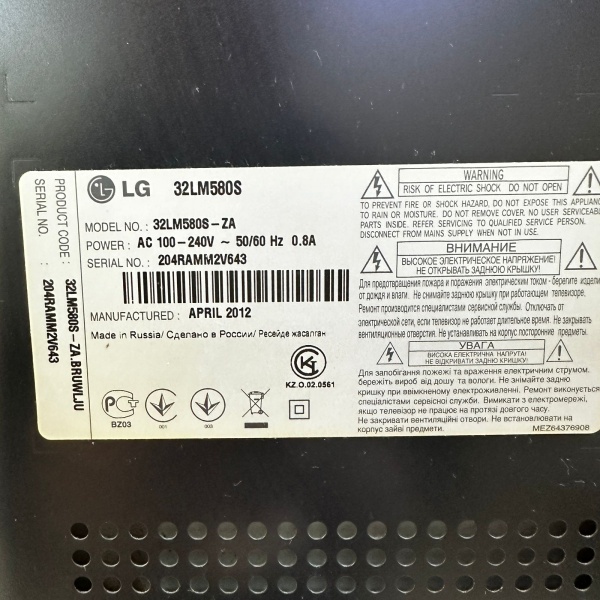 LG 32LM580S
MODEL NO. : 32LM580S-ZA
POWER : AC 100-240V ~ 50/60 Hz 0.8A
SERIAL NO. : 204RAMM2V643
MANUFACTURED : APRIL 2012
Made in Russia/ Сделано в России/ Ресейде жасалған
PRODUCT CODE : 32LM580S-ZA.BRUWLJU
SERIAL NO. : 204RAMM2V643
BZ03
001
003
KZ.O.02.0561
WARNING
RISK OF ELECTRIC SHOCK DO NOT OPEN
TO PREVENT FIRE OR SHOCK HAZARD, DO NOT EXPOSE THIS APPLIANC
TO RAIN OR MOISTURE. DO NOT REMOVE COVER. NO USER SERVICEABL
PARTS INSIDE. REFER TO QUALIFIED SERVICE PERSONNEL.
DISCONNECT FROM MAINS SUPPLY WHEN NOT IN USE.
ВНИМАНИЕ
ВЫСОКОЕ ЭЛЕКТРИЧЕСКОЕ НАПРЯЖЕНИЕ!
НЕ ОТКРЫВАТЬ ЗАДНЮЮ КРЫШКУ!
Для предотвращения пожара и поражения электрическим током - оберегайте издели
от дождя и влаги. Не снимайте заднюю крышку при работающем телевизоре.
Ремонт производится специалистами сервисной службы. Отключать от
электрической сети, если телевизор не работает длительное время. Не закрывать
вентиляционные отверстия. Не устанавливать на корпус посторонние предметы.
УВАГА
ВИСОКА ЕЛЕКТРИЧНА НАПРУГА!
НЕ ВІДКРИВАТИ ЗАДНЮ КРИШКУ!
Для запобігання пожежі та враження електричним струмом,
бережіть виріб від дощу та вологи. Не знімайте задню
кришку при ввімкненому електроживленні. Ремонт виконується
спеціалістами сервісної служби. Відключайте від електромережі,
якщо телевізор не працює на протязі довгого часу.
Не закривати вентиляційні отвори. Не встановлювати на
корпус зайві предмети.
MEZ64376908